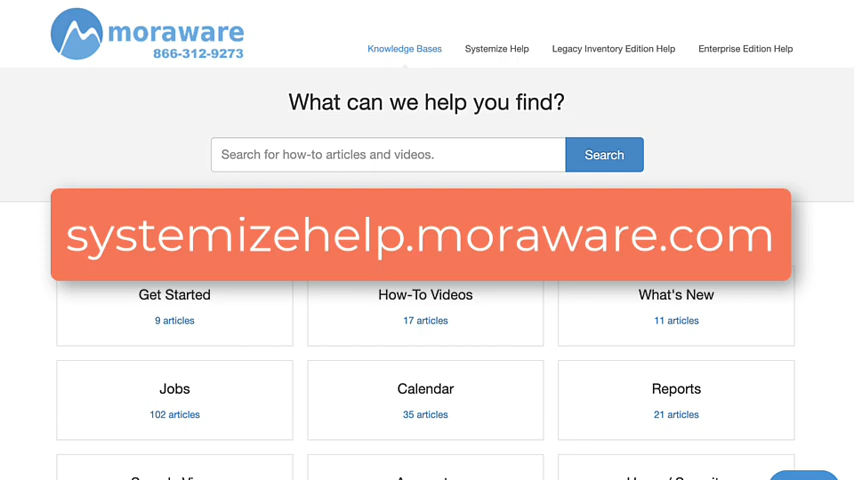 moraware
866-312-9273
Knowledge Bases Systemize Help Legacy Inventory Edition Help Enterprise Edition Help
What can we help you find?
Search for how-to articles and videos. Search
systemizehelp.moraware.com
Get Started How-To Videos What's New
9 articles 17 articles 11 articles
Jobs Calendar Reports
102 articles 35 articles 21 articles